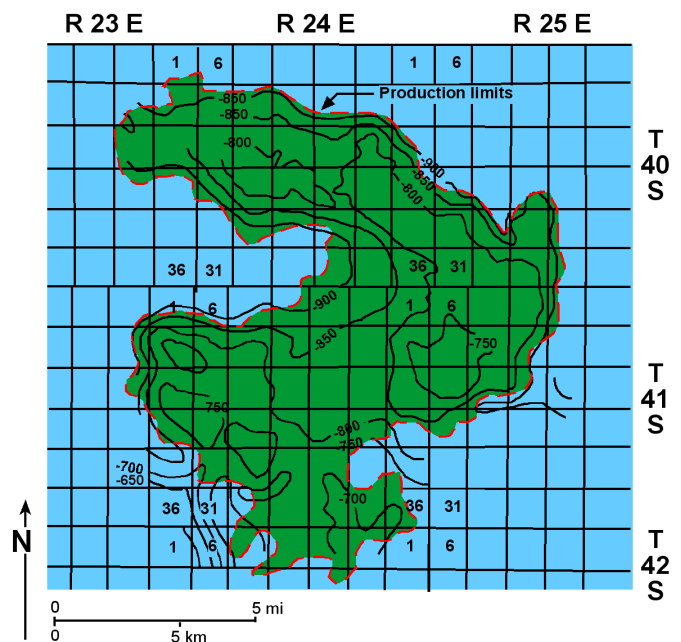 R 23 E R 24 E R 25 E
1 6 1 6
Production limits
-850
-850
-800
-900
-850
-800
T
40
S
36 31 36 31
-900
1 6 1 6
-850
-750
750
T
41
S
-800
-750
-700
-650
-700
36 31 36 31
N
1 6 1 6
T
42
S
0 5 mi
0 5 km